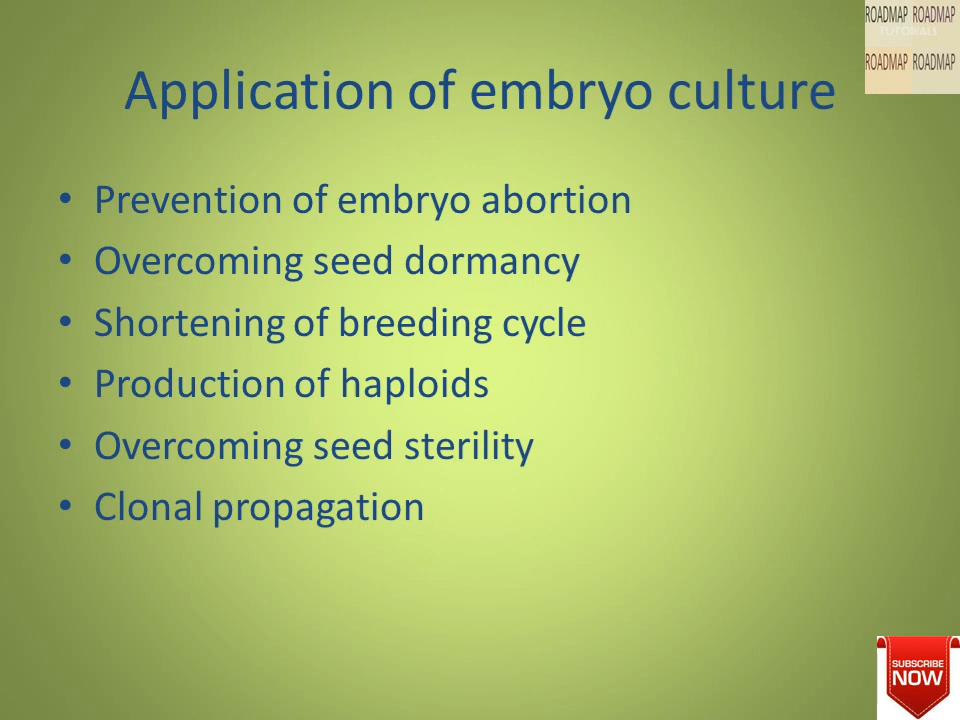 ROADMAP ROADMAP
TUTORIALS
ROADMAP ROADMAP
Application of embryo culture
• Prevention of embryo abortion
• Overcoming seed dormancy
• Shortening of breeding cycle
• Production of haploids
• Overcoming seed sterility
• Clonal propagation
SUBSCRIBE
NOW